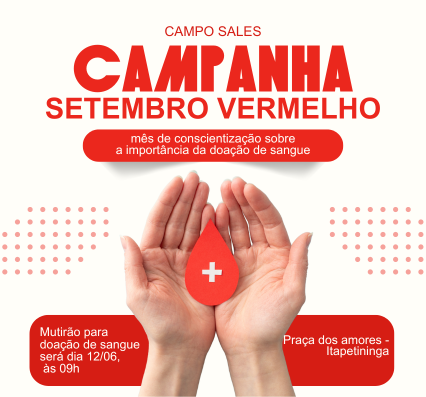 CAMPO SALES
CAMPANHA
SETEMBRO VERMELHO
mês de conscientização sobre
a importância da doação de sangue
Mutirão para
doação de sangue
será dia 12/06,
às 09h
Praça dos amores -
Itapetininga